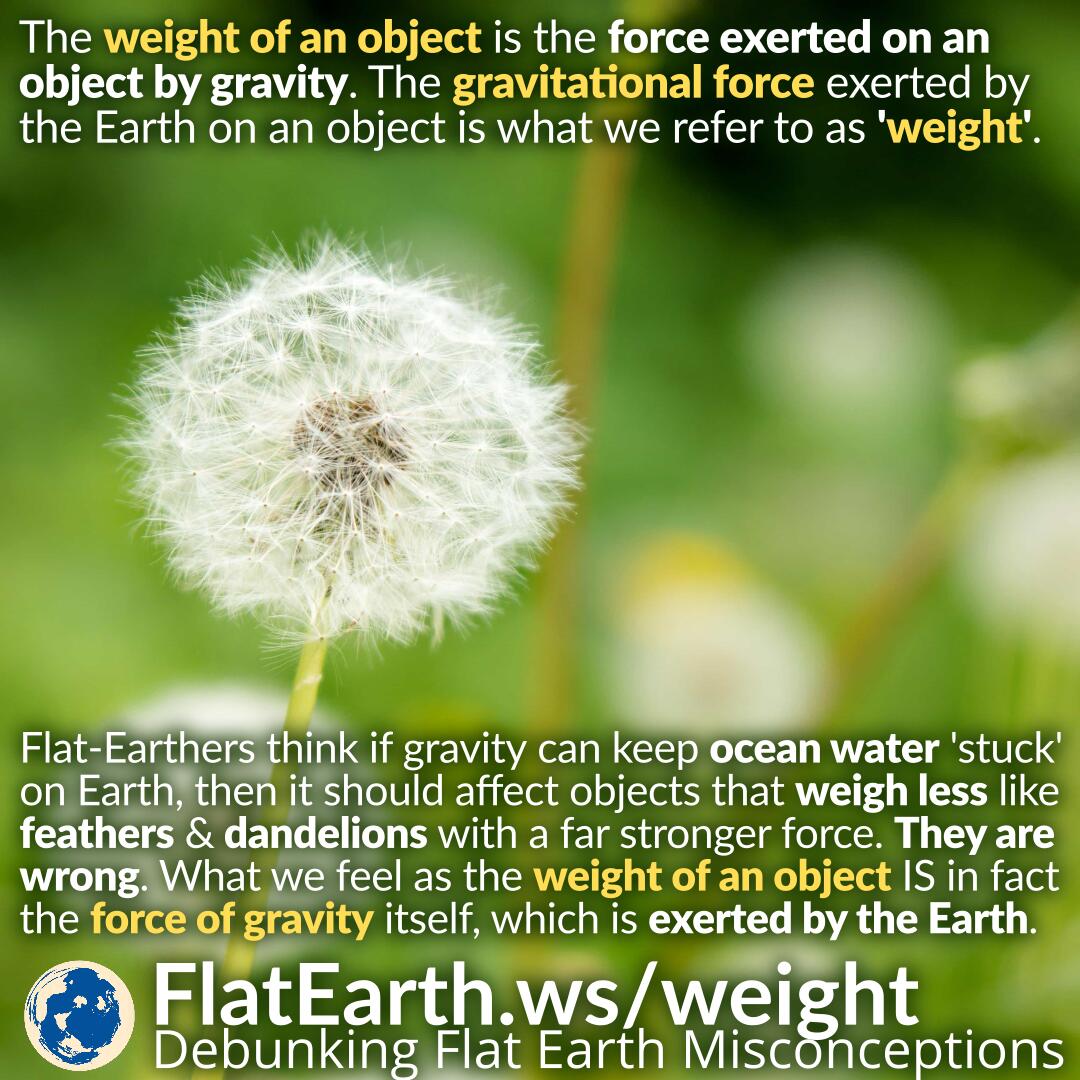 The weight of an object is the force exerted on an
object by gravity. The gravitational force exerted by
the Earth on an object is what we refer to as 'weight'.
Flat-Earthers think if gravity can keep ocean water 'stuck'
on Earth, then it should affect objects that weigh less like
feathers & dandelions with a far stronger force. They are
wrong. What we feel as the weight of an object IS in fact
the force of gravity itself, which is exerted by the Earth.
FlatEarth.ws/weight
Debunking Flat Earth Misconceptions